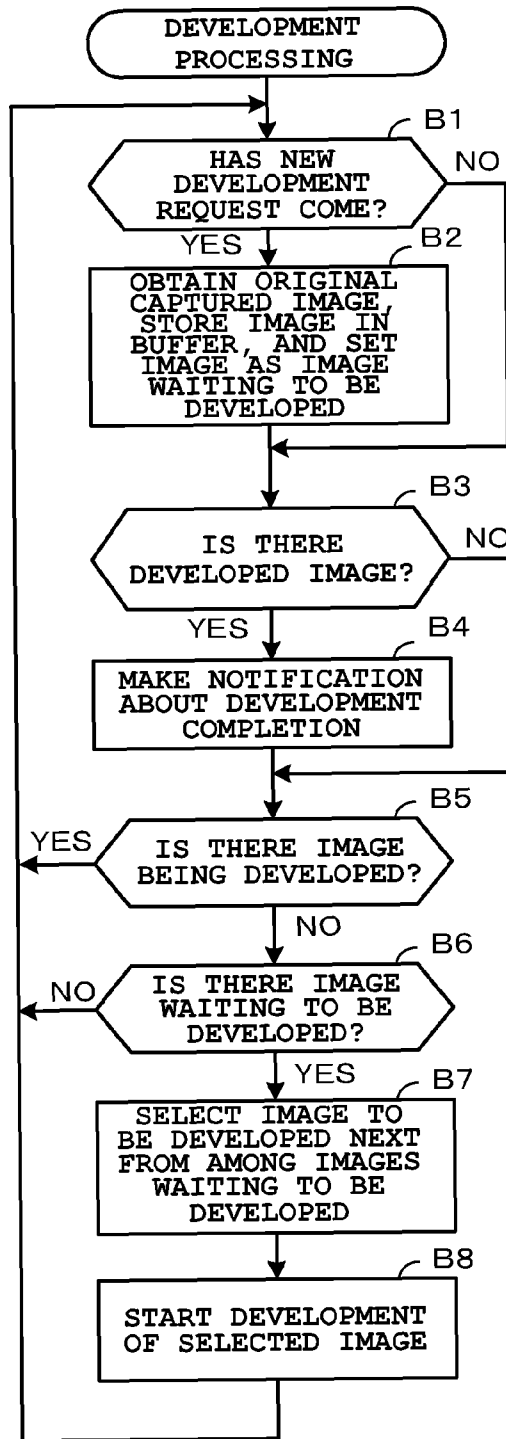 DEVELOPMENT
PROCESSING
B1
HAS NEW
DEVELOPMENT
REQUEST COME?
NO
YES
B2
OBTAIN ORIGINAL
CAPTURED IMAGE,
STORE IMAGE IN
BUFFER, AND SET
IMAGE AS IMAGE
WAITING TO BE
DEVELOPED
B3
IS THERE
DEVELOPED IMAGE?
NO
YES
B4
MAKE NOTIFICATION
ABOUT DEVELOPMENT
COMPLETION
B5
YES
IS THERE IMAGE
BEING DEVELOPED?
NO
B6
NO
IS THERE IMAGE
WAITING TO BE
DEVELOPED?
YES
B7
SELECT IMAGE TO
BE DEVELOPED NEXT
FROM AMONG IMAGES
WAITING TO BE
DEVELOPED
B8
START DEVELOPMENT
OF SELECTED IMAGE